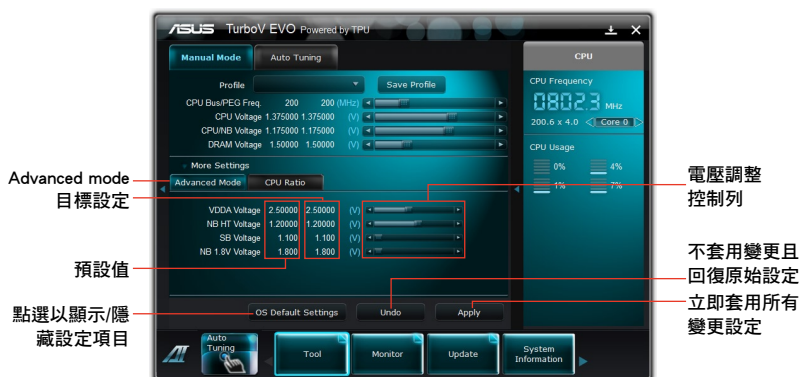 ASUS TurboV EVO Powered by TPU
Manual Mode Auto Tuning
Profile Save Profile
CPU Bus/PEG Freq. 200 200 (MHz)
CPU Voltage 1.375000 1.375000 (V)
CPU/NB Voltage 1.175000 1.175000 (V)
DRAM Voltage 1.50000 1.50000 (V)
More Settings
Advanced Mode CPU Ratio
VDDA Voltage 2.50000 2.50000 (V)
NB HT Voltage 1.20000 1.20000 (V)
SB Voltage 1.100 1.100 (V)
NB 1.8V Voltage 1.800 1.800 (V)
OS Default Settings Undo Apply
CPU
CPU Frequency
0802.3 MHz
200.6 x 4.0 Core 0
CPU Usage
0% 4%
1% 7%
Auto
Tuning
Tool Monitor Update System
Information
Advanced mode
目標設定
預設值
點選以顯示/隱
藏設定項目
電壓調整
控制列
不套用變更且
回復原始設定
立即套用所有
變更設定